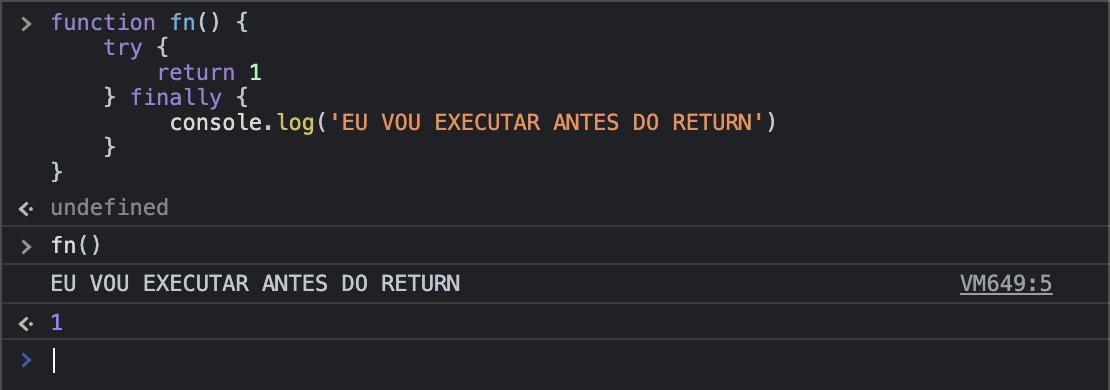 > function fn() {
try {
return 1
} finally {
console.log('EU VOU EXECUTAR ANTES DO RETURN')
}
}
undefined
> fn()
EU VOU EXECUTAR ANTES DO RETURN VM649:5
1
>